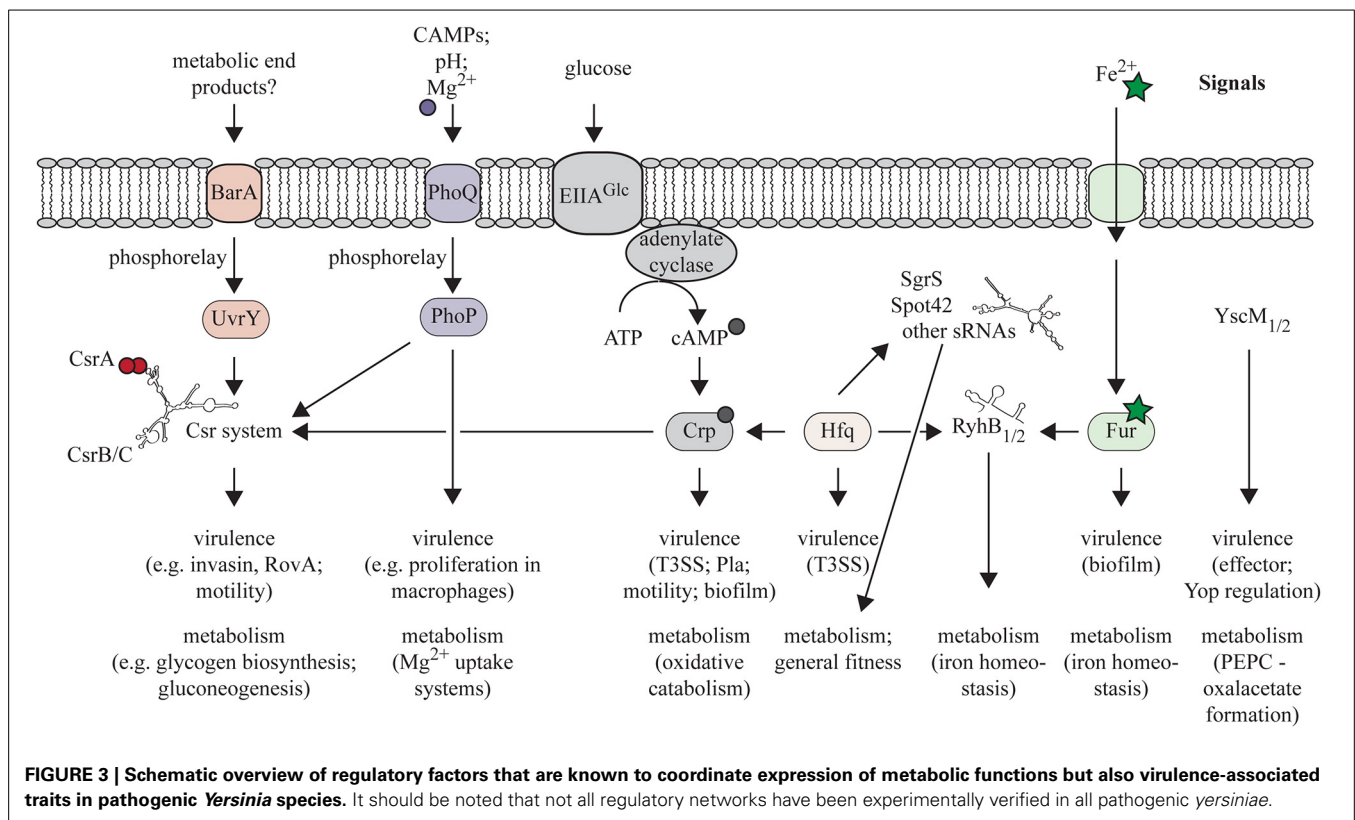 metabolic end
products?
CAMPs;
pH;
Mg2+
glucose
Fe2+
Signals
BarA
PhoQ
EIIAGlc
adenylate
cyclase
phosphorelay
phosphorelay
UvrY
PhoP
ATP
cAMP
SgrS
Spot42
other sRNAs
YscM1/2
CsrA
CsrB/C
Csr system
Crp
Hfq
RyhB1/2
Fur
virulence
(e.g. invasin, RovA;
motility)
virulence
(e.g. proliferation in
macrophages)
virulence
(T3SS; Pla;
motility; biofilm)
virulence
(T3SS)
virulence
(biofilm)
virulence
(effector;
Yop regulation)
metabolism
(e.g. glycogen biosynthesis;
gluconeogenesis)
metabolism
(Mg2+ uptake
systems)
metabolism
(oxidative
catabolism)
metabolism;
general fitness
metabolism
(iron homeo-
stasis)
metabolism
(iron homeo-
stasis)
metabolism
(PEPC -
oxalacetate
formation)
FIGURE 3 | Schematic overview of regulatory factors that are known to coordinate expression of metabolic functions but also virulence-associated
traits in pathogenic Yersinia species. It should be noted that not all regulatory networks have been experimentally verified in all pathogenic yersiniae.